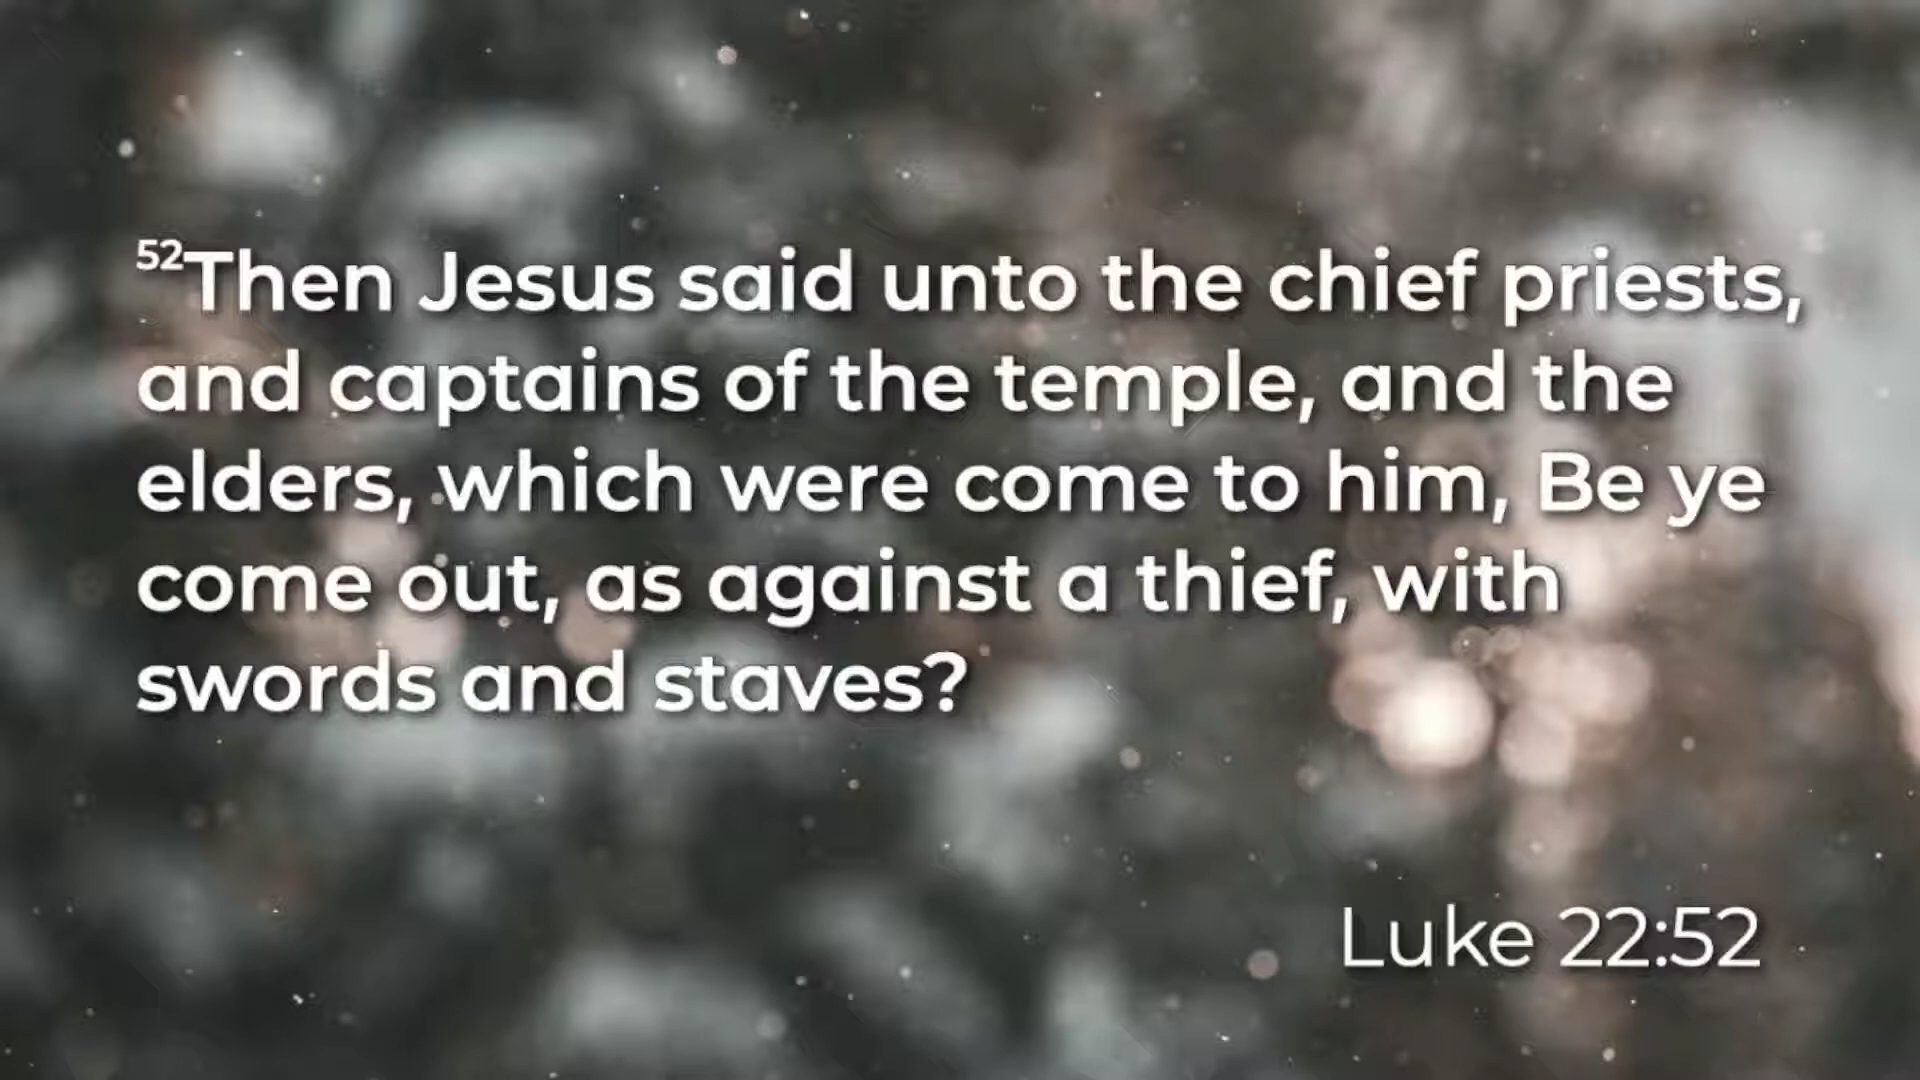 52Then Jesus said unto the chief priests,
and captains of the temple, and the
elders, which were come to him, Be ye
come out, as against a thief, with
swords and staves?
Luke 22:52